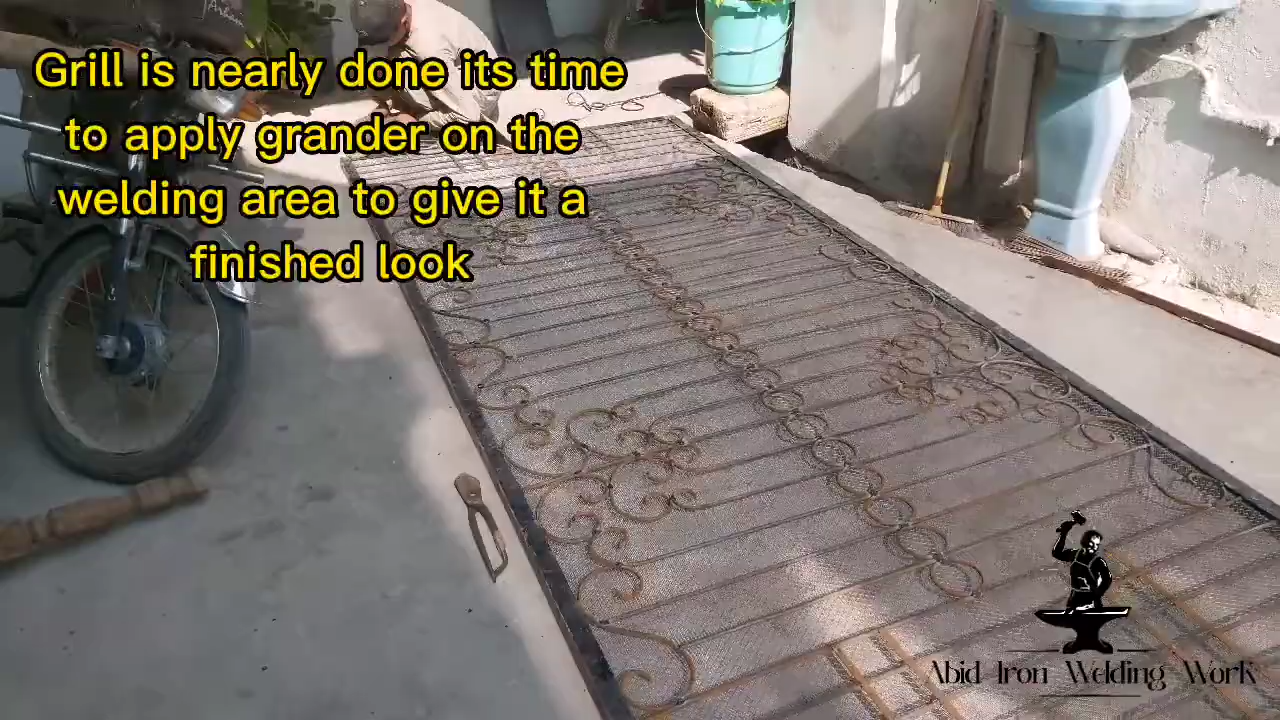 Grill is nearly done its time
to apply grander on the
welding area to give it a
finished look
Abid Iron Welding Work